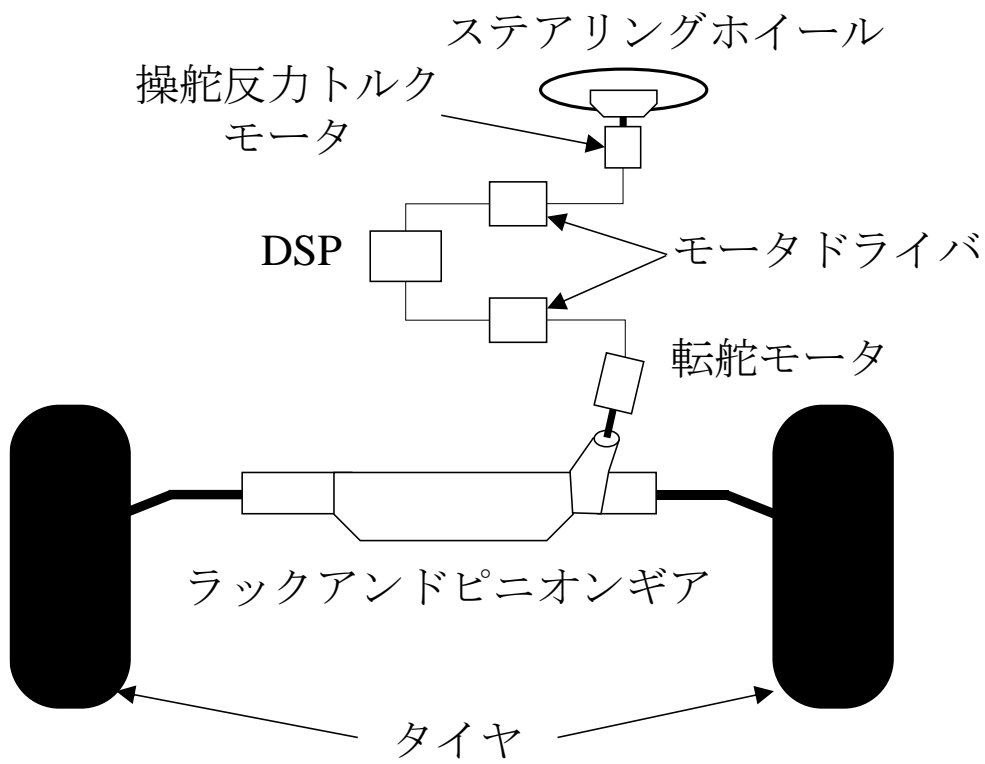 ステアリングホイール
操舵反力トルク
モータ
DSP
モータドライバ
転舵モータ
ラックアンドピニオンギア
タイヤ